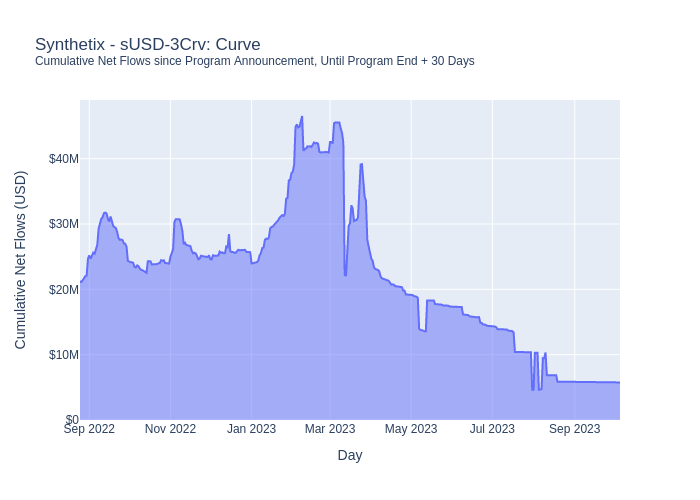 Synthetix - sUSD-3Crv: Curve
Cumulative Net Flows since Program Announcement, Until Program End + 30 Days
Cumulative Net Flows (USD)
$40M
$30M
$20M
$10M
$0
Sep 2022 Nov 2022 Jan 2023 Mar 2023 May 2023 Jul 2023 Sep 2023
Day